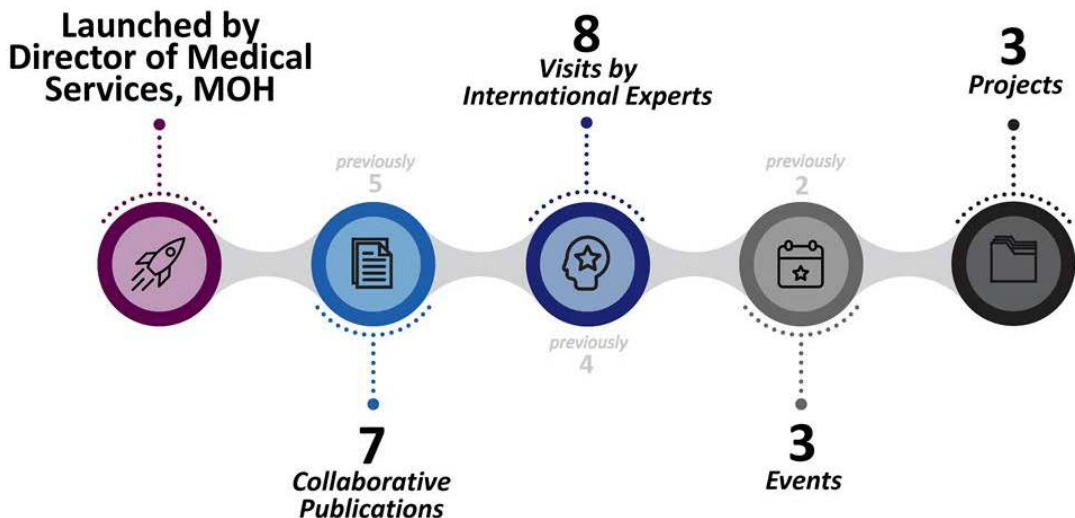 Launched by
Director of Medical
Services, MOH
previously
5
7
Collaborative
Publications
8
Visits by
International Experts
previously
4
previously
2
3
Events
3
Projects